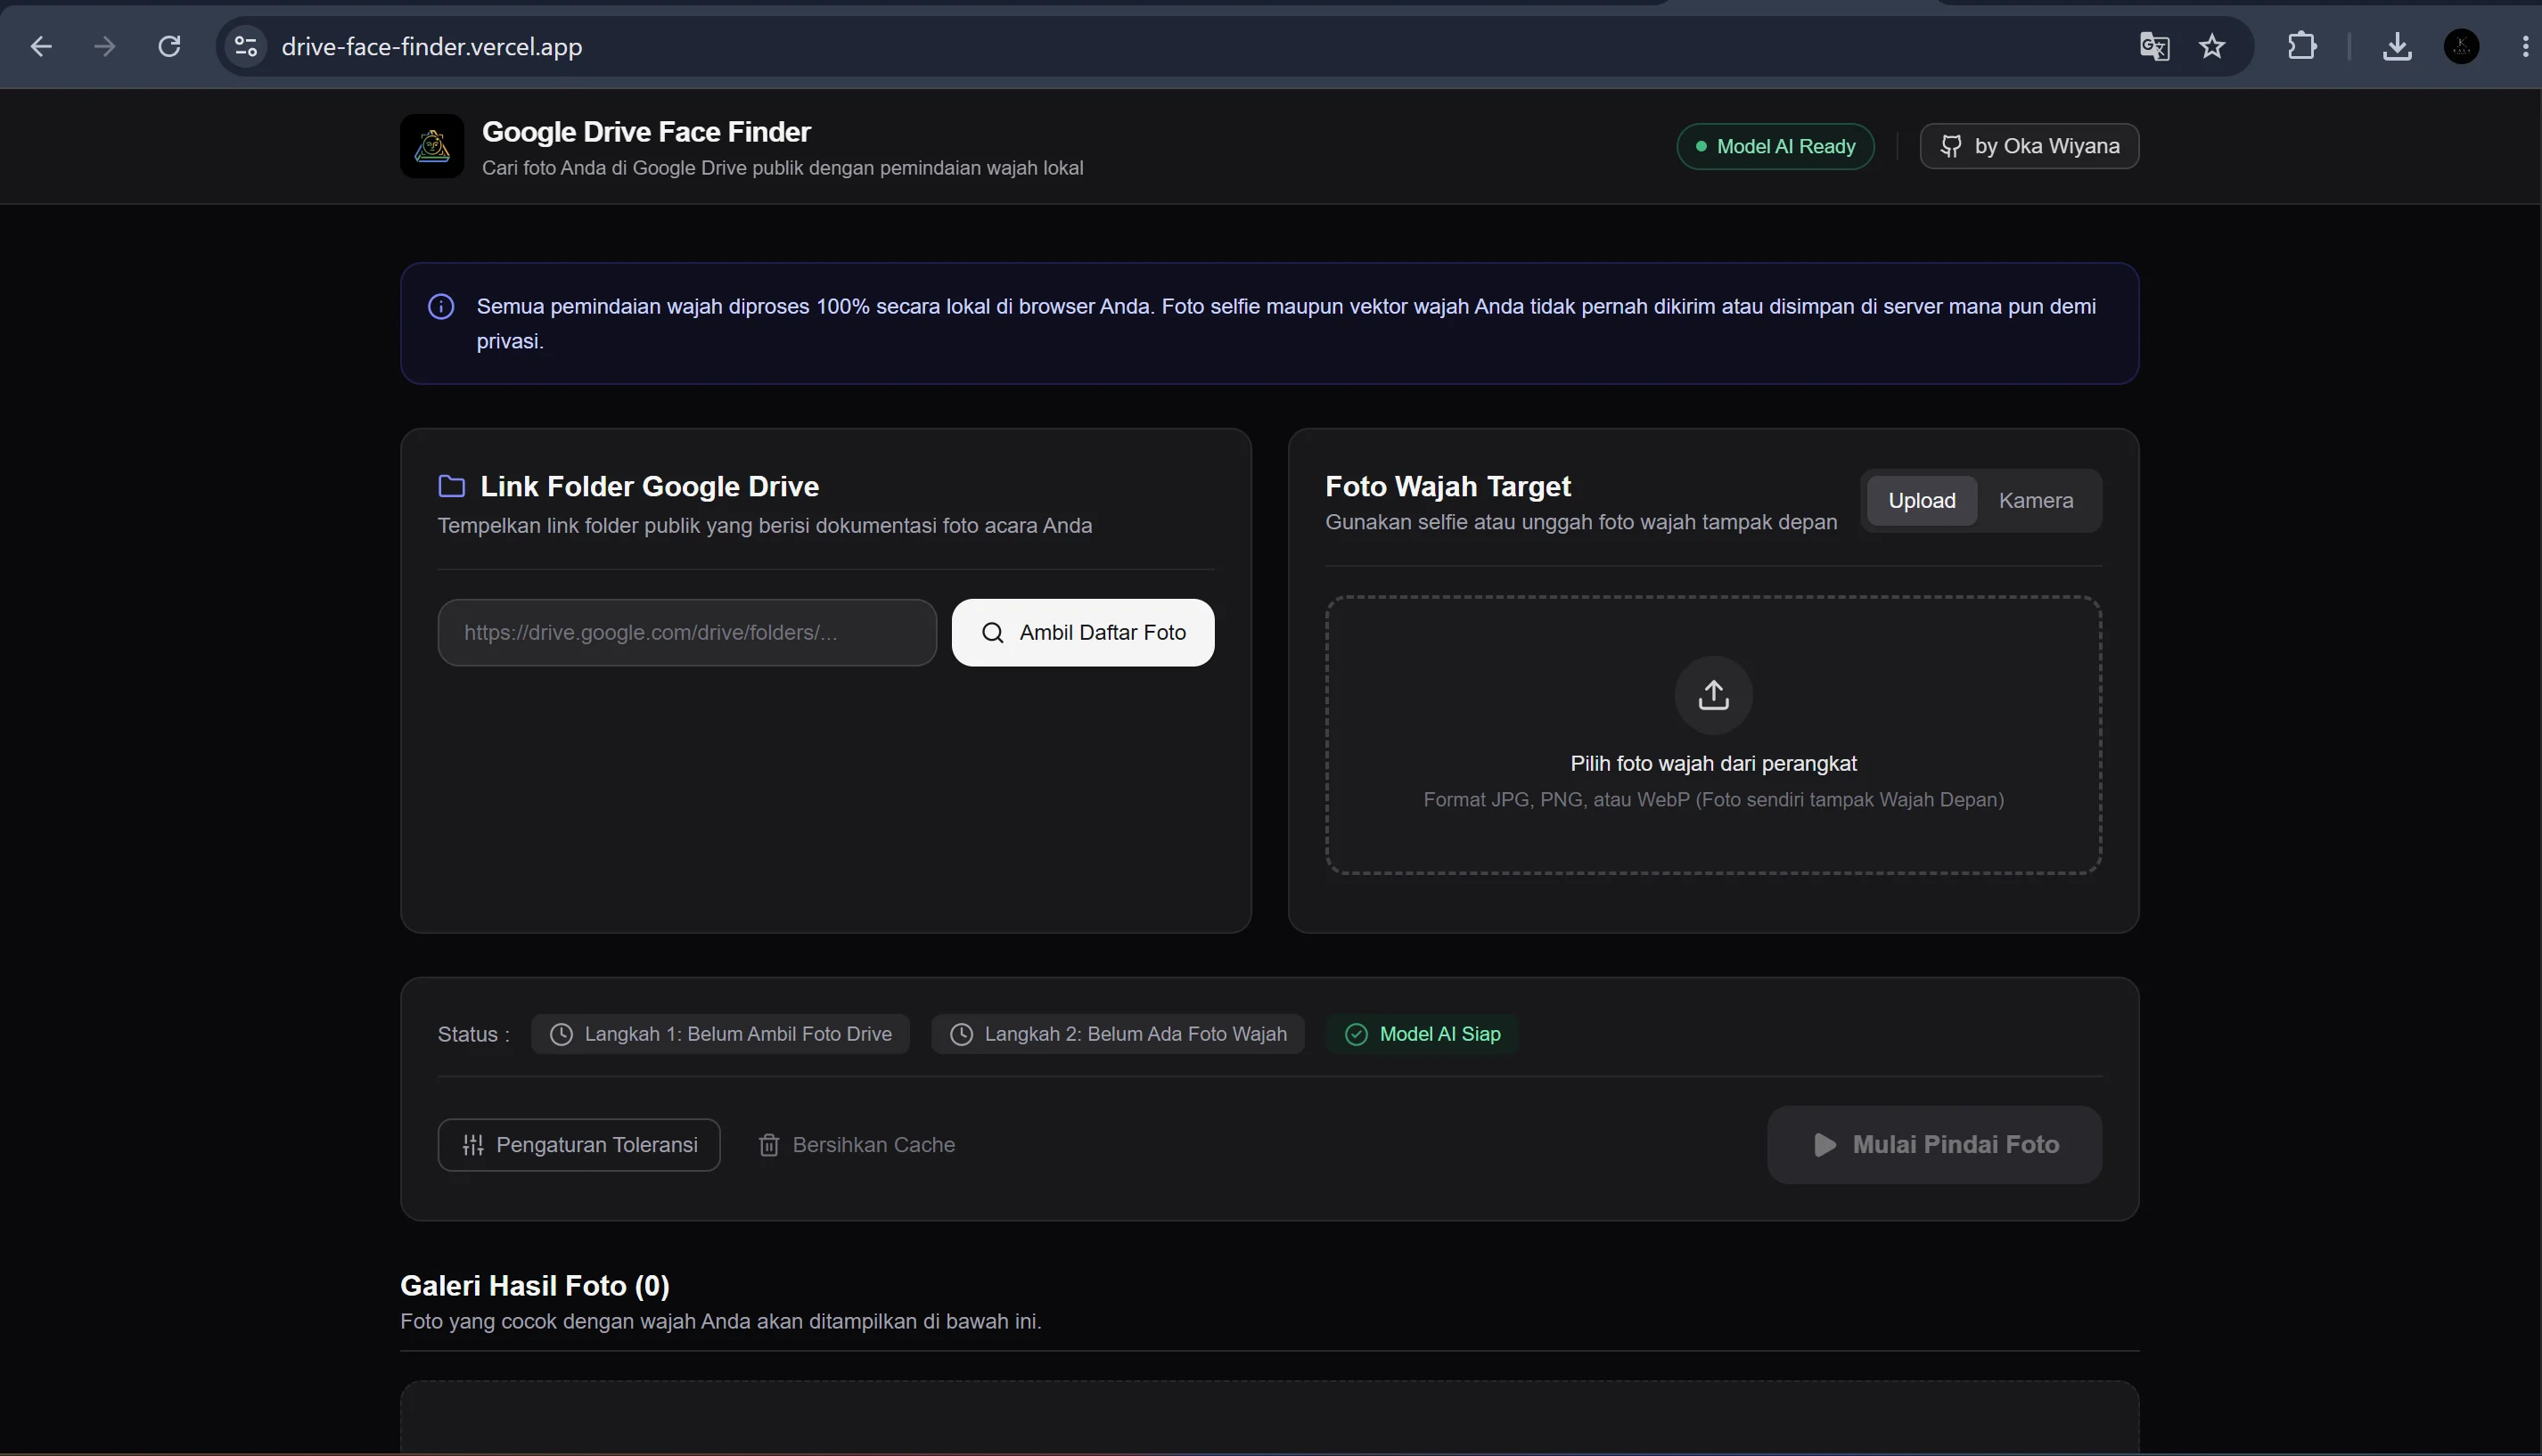 drive-face-finder.vercel.app
Google Drive Face Finder
Cari foto Anda di Google Drive publik dengan pemindaian wajah lokal
Model AI Ready
by Oka Wiyana
Semua pemindaian wajah diproses 100% secara lokal di browser Anda. Foto selfie maupun vektor wajah Anda tidak pernah dikirim atau disimpan di server mana pun demi
privasi.
Link Folder Google Drive
Tempelkan link folder publik yang berisi dokumentasi foto acara Anda
https://drive.google.com/drive/folders/...
Ambil Daftar Foto
Foto Wajah Target
Gunakan selfie atau unggah foto wajah tampak depan
Upload
Kamera
Pilih foto wajah dari perangkat
Format JPG, PNG, atau WebP (Foto sendiri tampak Wajah Depan)
Status :
Langkah 1: Belum Ambil Foto Drive
Langkah 2: Belum Ada Foto Wajah
Model AI Siap
Pengaturan Toleransi
Bersihkan Cache
Mulai Pindai Foto
Galeri Hasil Foto (0)
Foto yang cocok dengan wajah Anda akan ditampilkan di bawah ini.